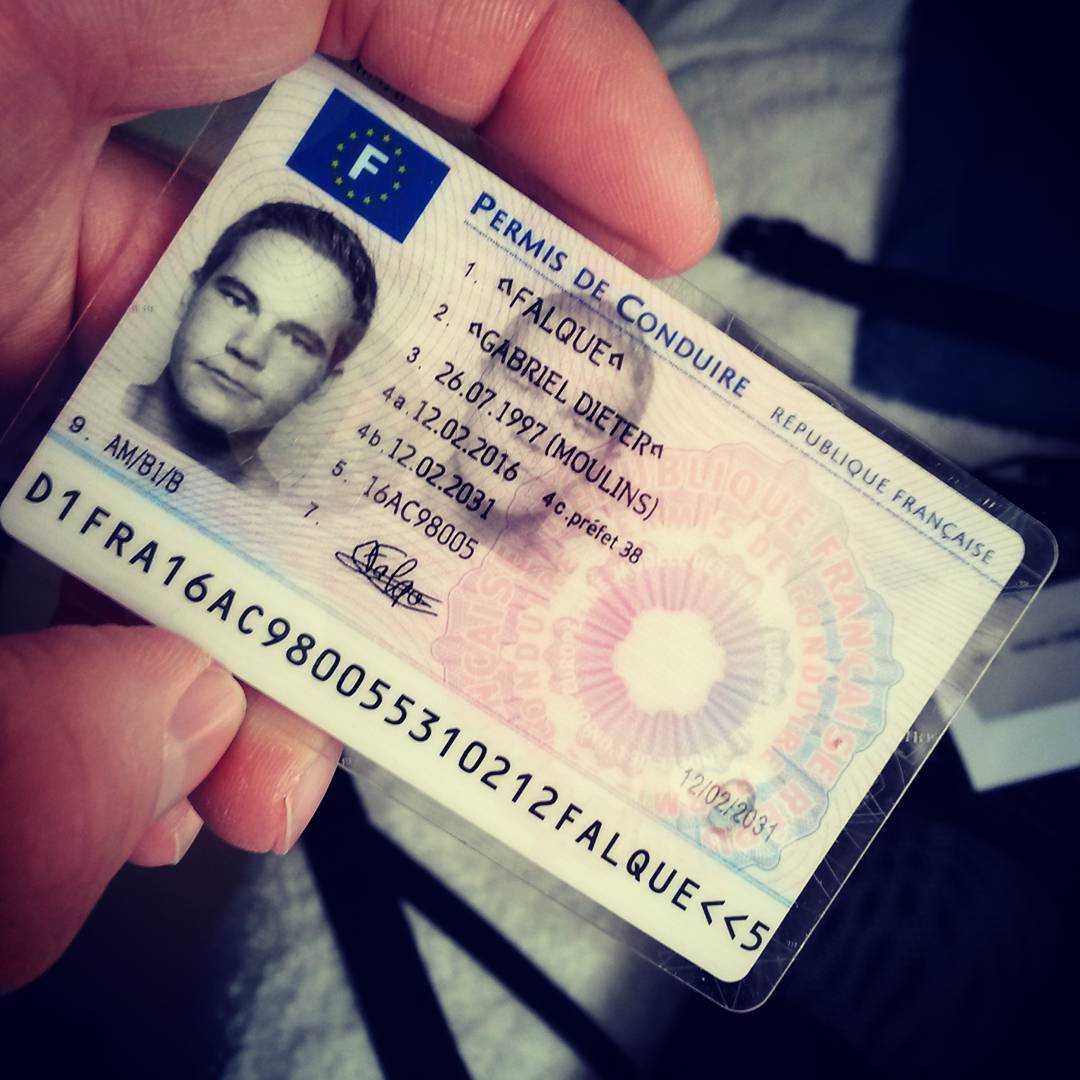 F
PERMIS DE CONDUIRE RÉPUBLIQUE FRANÇAISE
1. ¤FALQUE¤
2. ¤GABRIEL DIETER¤
3. 26.07.1997 (MOULINS)
4a. 12.02.2016 4c. préfet 38
4b. 12.02.2031
5. 16AC98005
7.
9. AM/B1/B
12/02/2031
D1FRA16AC980055310212FALQUE<<5